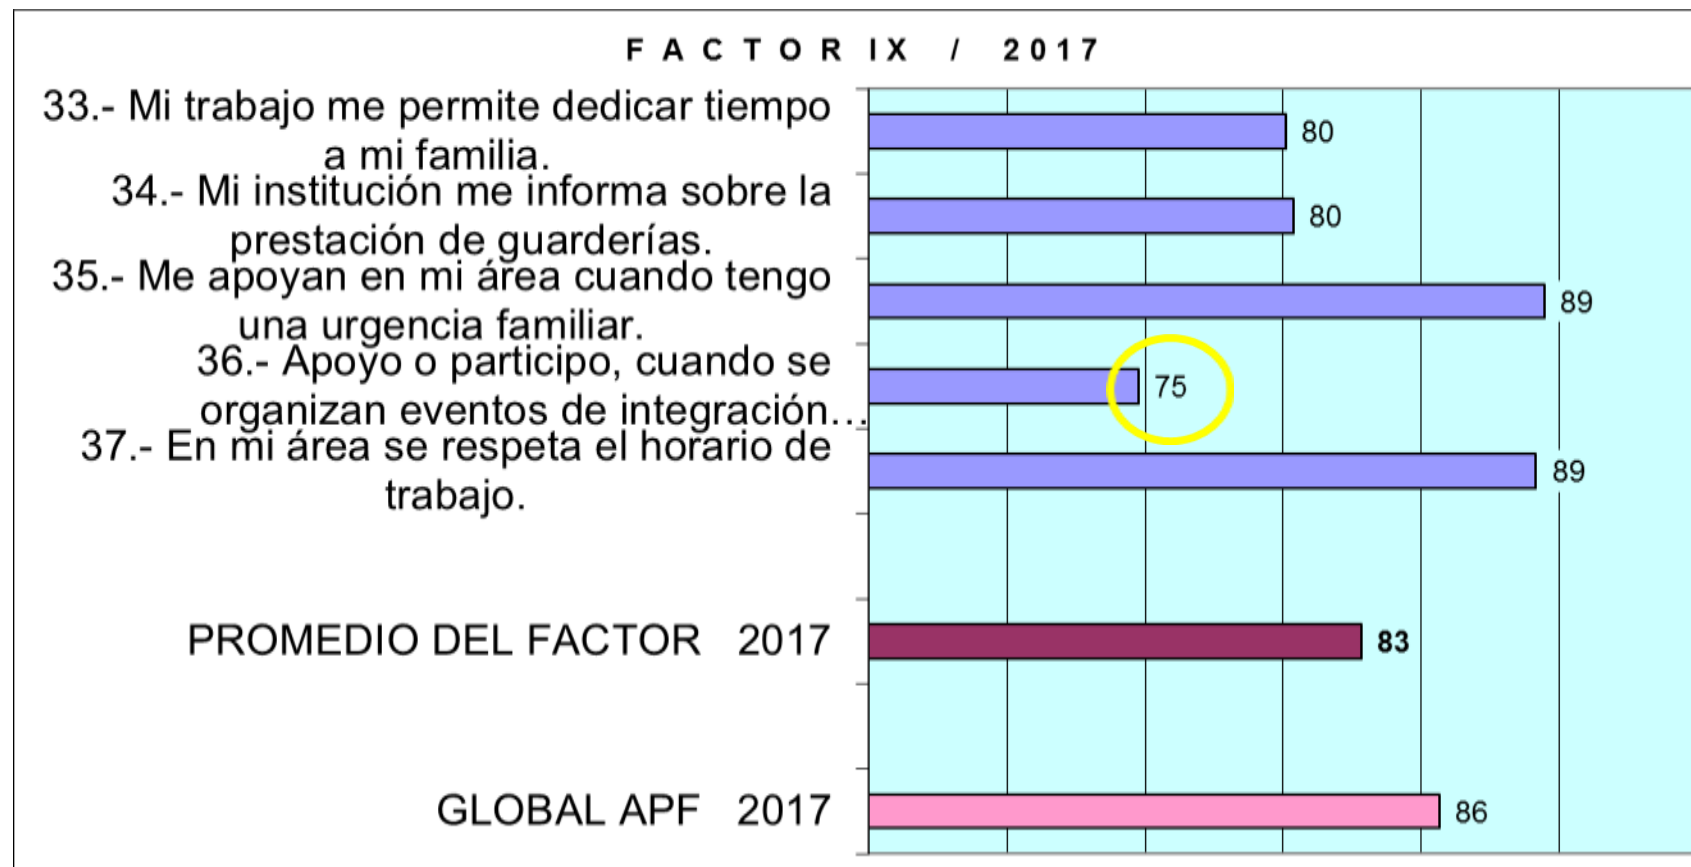 FACTOR IX / 2017
33.- Mi trabajo me permite dedicar tiempo
a mi familia.
80
34.- Mi institución me informa sobre la
prestación de guarderías.
80
35.- Me apoyan en mi área cuando tengo
una urgencia familiar.
89
36.- Apoyo o participo, cuando se
organizan eventos de integración...
75
37.- En mi área se respeta el horario de
trabajo.
89
PROMEDIO DEL FACTOR 2017
83
GLOBAL APF 2017
86